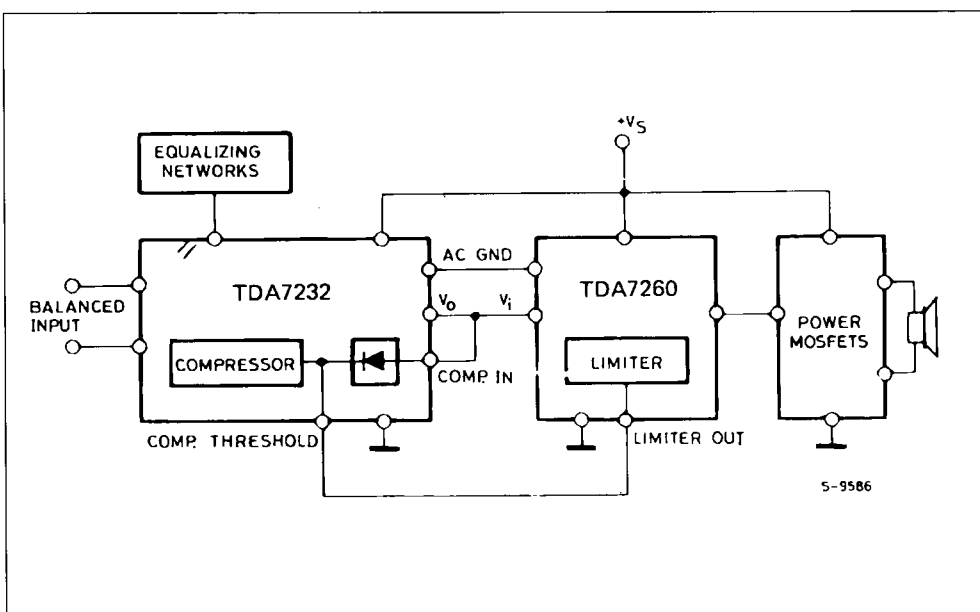 +VS
EQUALIZING
NETWORKS
AC GND
TDA7232
TDA7260
BALANCED
INPUT
Vo
Vi
POWER
MOSFETS
COMPRESSOR
LIMITER
COMP. IN
COMP. THRESHOLD
LIMITER OUT
S-9586